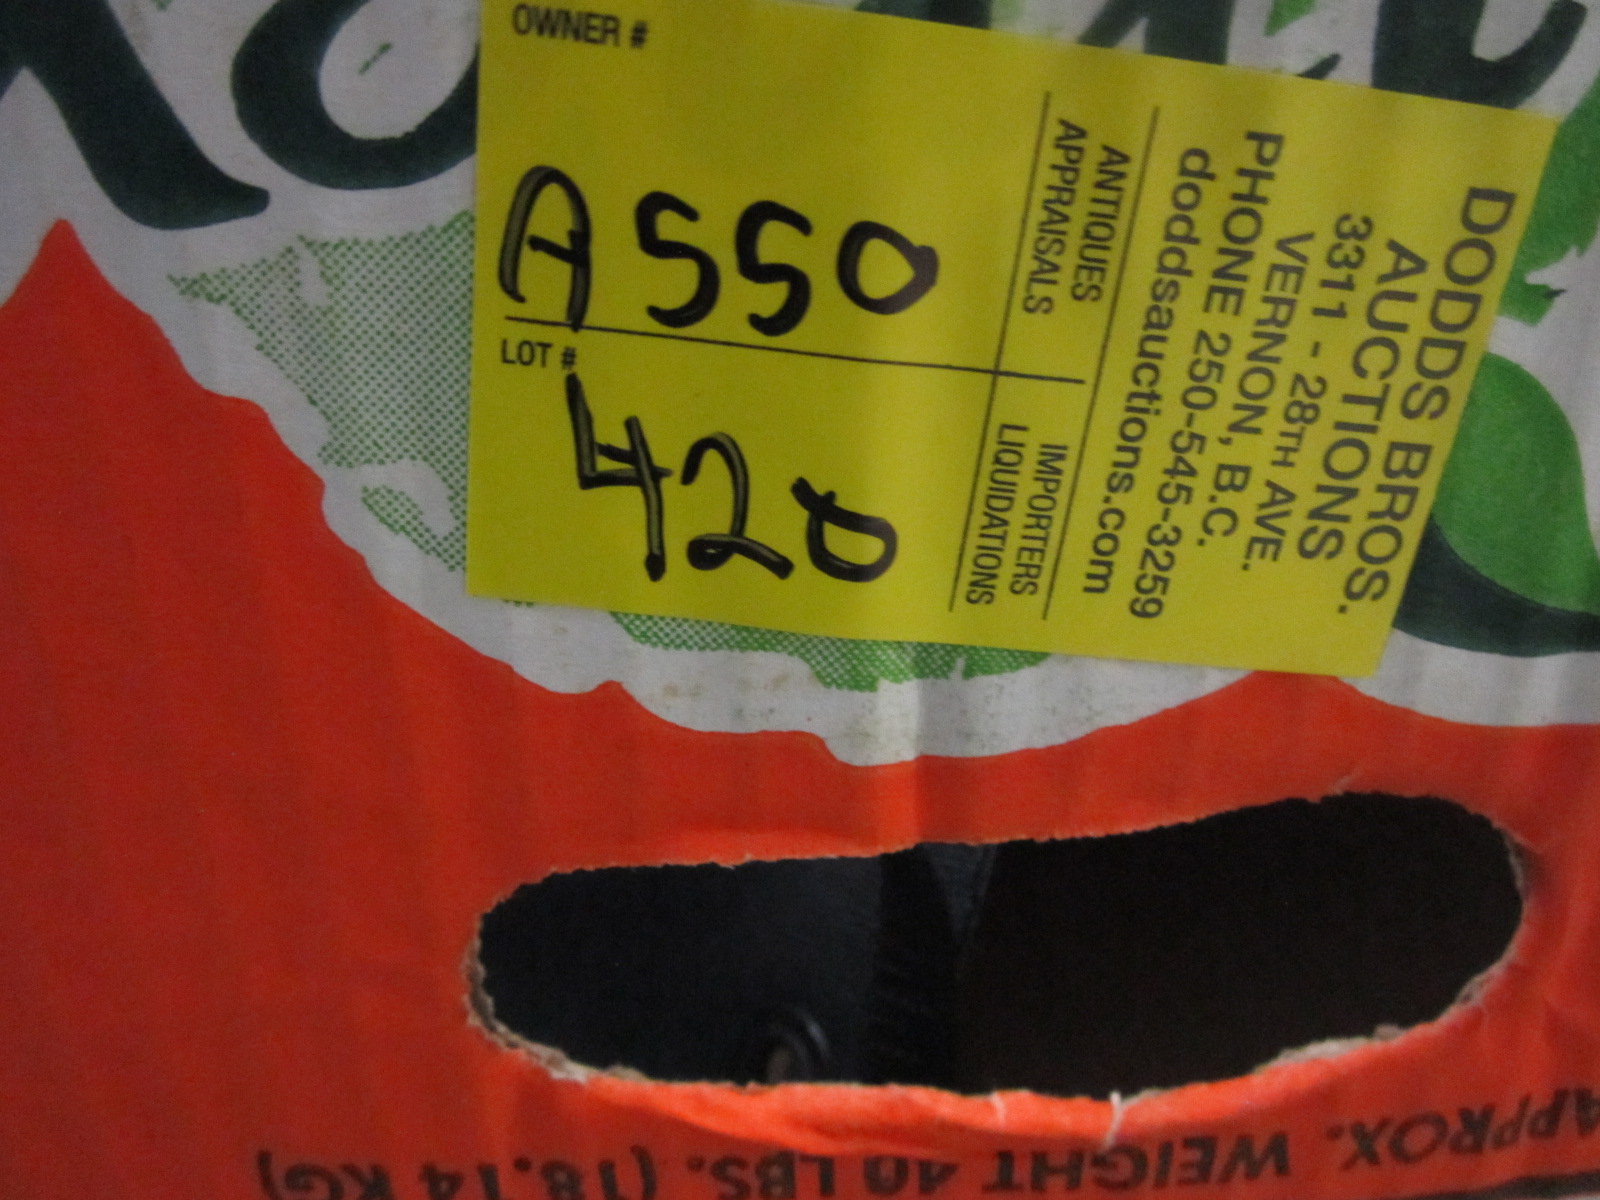 OWNER #
A550
LOT #
420
DODDS BROS.
AUCTIONS
3311 - 28TH AVE.
VERNON, B.C.
PHONE 250-545-3259
doddsauctions.com
ANTIQUES
APPRAISALS
IMPORTERS
LIQUIDATIONS
APPROX. WEIGHT 40 LBS. (18.14 KG)